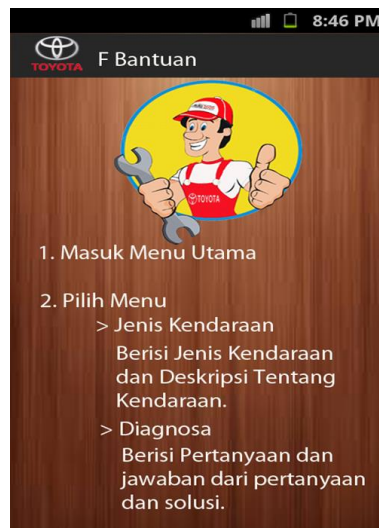 8:46 PM
TOYOTA
F Bantuan
TOYOTA
1. Masuk Menu Utama
2. Pilih Menu
> Jenis Kendaraan
Berisi Jenis Kendaraan
dan Deskripsi Tentang
Kendaraan.
> Diagnosa
Berisi Pertanyaan dan
jawaban dari pertanyaan
dan solusi.